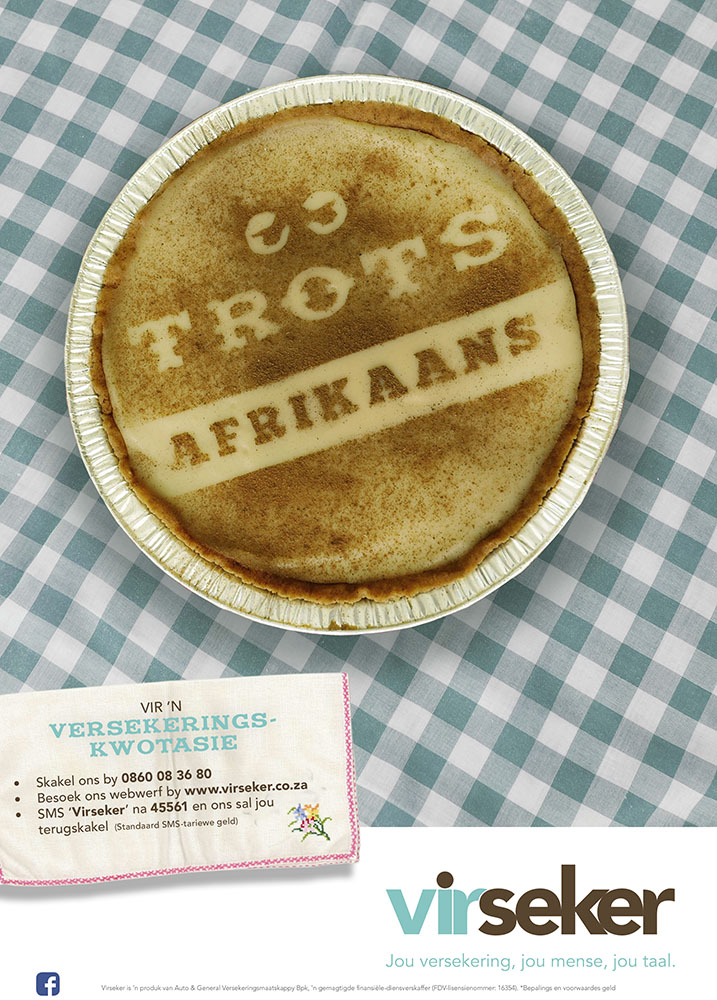 TROTS
AFRIKAANS
VIR 'N
VERSEKERINGS-
KWOTASIE
• Skakel ons by 0860 08 36 80
• Besoek ons webwerf by www.virseker.co.za
• SMS 'Virseker' na 45561 en ons sal jou
terugskakel (Standaard SMS-tariewe geld)
virseker
Jou versekering, jou mense, jou taal.
f
Virseker is 'n produk van Auto & General Versekeringsmaatskappy Bpk, 'n gemagtigde finansiële-diensverskaffer (FDV-lisensienommer: 16354). *Bepalings en voorwaardes geld